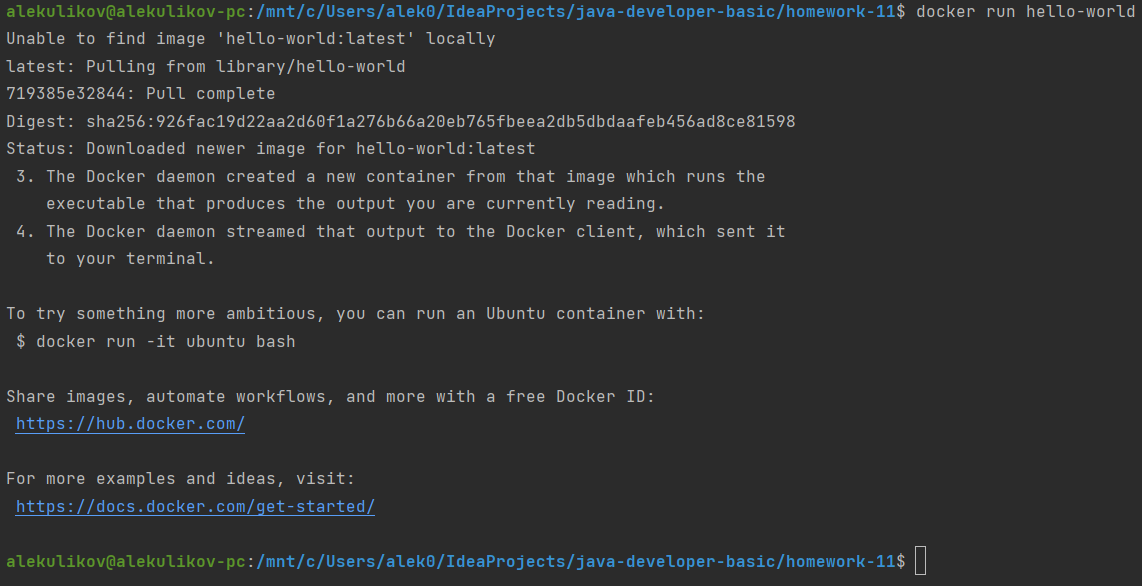 alekulikov@alekulikov-pc:/mnt/c/Users/alek0/IdeaProjects/java-developer-basic/homework-11$ docker run hello-world
Unable to find image 'hello-world:latest' locally
latest: Pulling from library/hello-world
719385e32844: Pull complete
Digest: sha256:926fac19d22aa2d60f1a276b66a20eb765fbeea2db5dbdaafeb456ad8ce81598
Status: Downloaded newer image for hello-world:latest
 3. The Docker daemon created a new container from that image which runs the
    executable that produces the output you are currently reading.
 4. The Docker daemon streamed that output to the Docker client, which sent it
    to your terminal.

To try something more ambitious, you can run an Ubuntu container with:
 $ docker run -it ubuntu bash

Share images, automate workflows, and more with a free Docker ID:
 https://hub.docker.com/

For more examples and ideas, visit:
 https://docs.docker.com/get-started/

alekulikov@alekulikov-pc:/mnt/c/Users/alek0/IdeaProjects/java-developer-basic/homework-11$